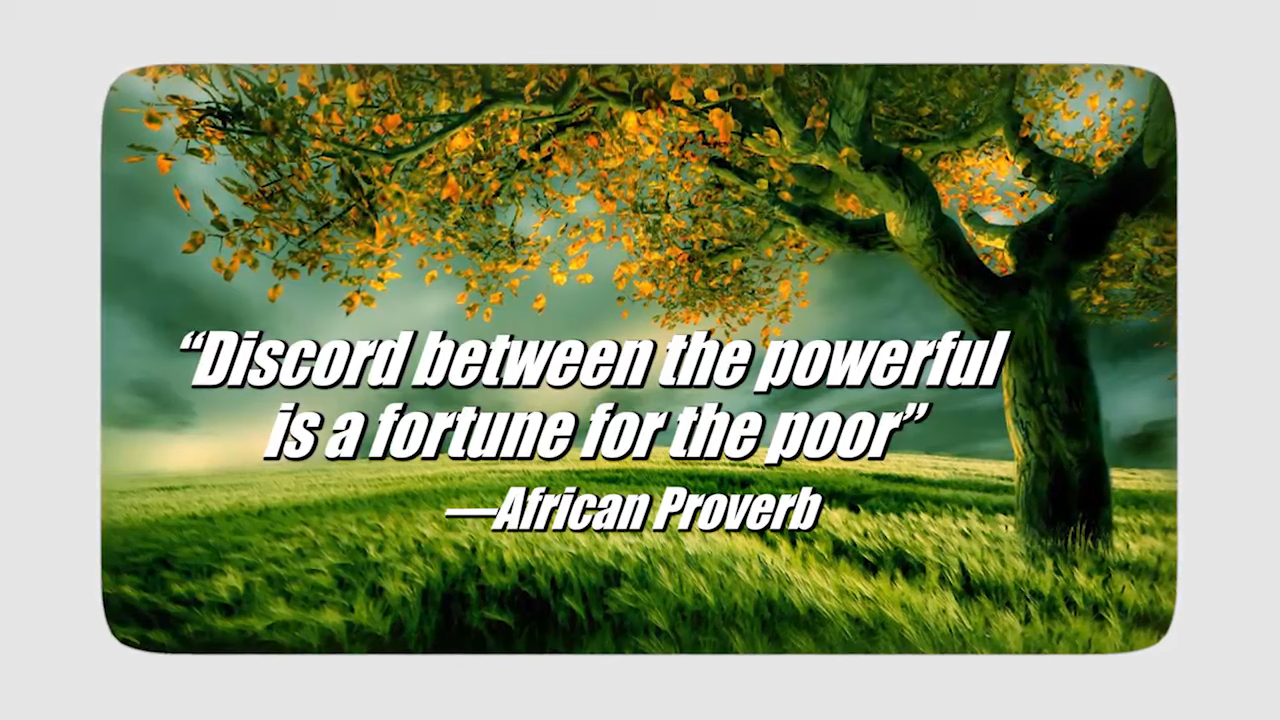 “Discord between the powerful
is a fortune for the poor”
—African Proverb